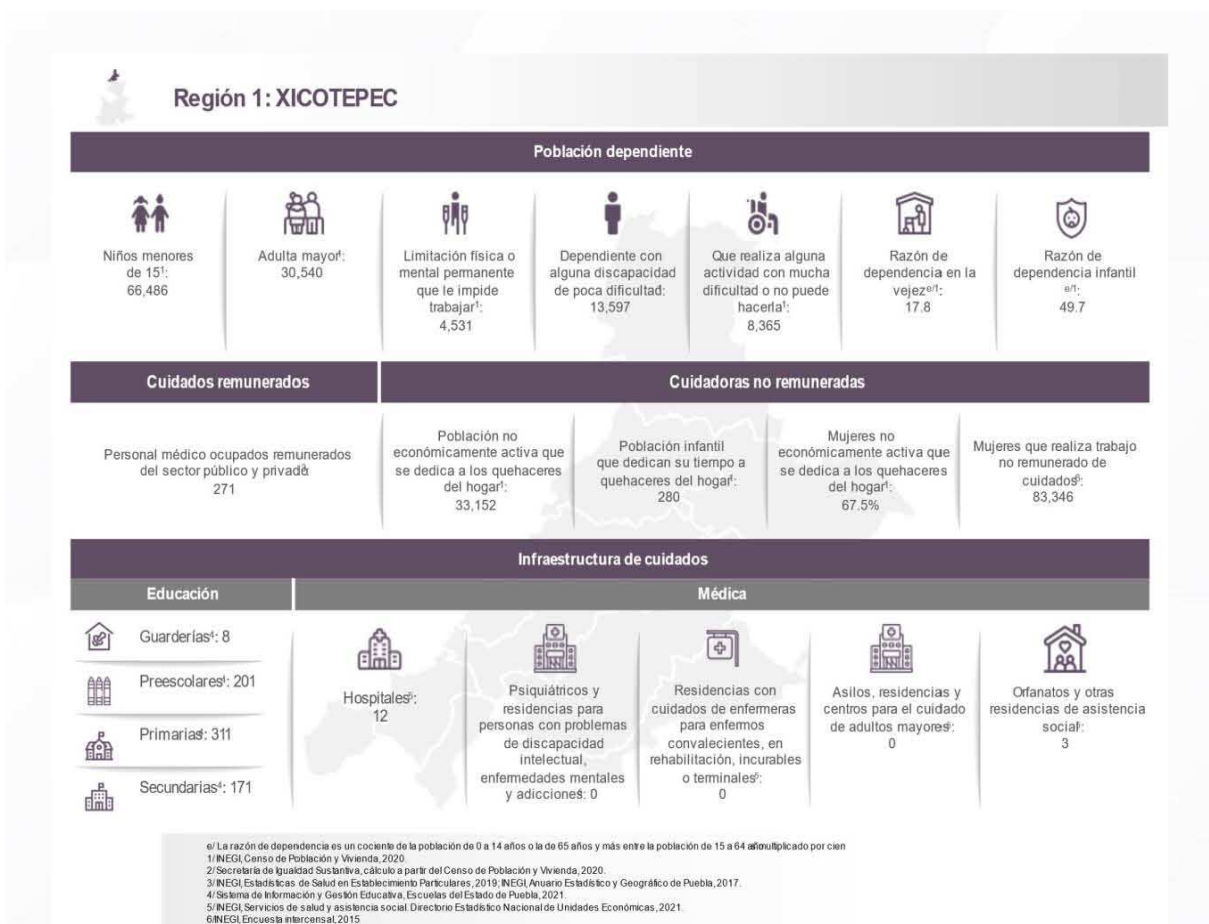 Región 1: XICOTEPEC
Población dependiente
Niños menores
de 15¹:
66,486
Adulta mayor¹:
30,540
Limitación física o
mental permanente
que le impide
trabajar¹:
4,531
Dependiente con
alguna discapacidad
de poca dificultad:
13,597
Que realiza alguna
actividad con mucha
dificultad o no puede
hacerla¹:
8,365
Razón de
dependencia en la
vejezᵉ/¹:
17.8
Razón de
dependencia infantil
e/1:
49.7
Cuidados remunerados
Cuidadoras no remuneradas
Personal médico ocupados remunerados
del sector público y privado:
271
Población no
económicamente activa que
se dedica a los quehaceres
del hogar¹:
33,152
Población infantil
que dedican su tiempo a
quehaceres del hogar¹:
280
Mujeres no
económicamente activa que
se dedica a los quehaceres
del hogar¹:
67.5%
Mujeres que realiza trabajo
no remunerado de
cuidados⁶:
83,346
Infraestructura de cuidados
Educación
Médica
Guarderías⁴: 8
Preescolares⁴: 201
Primarias⁴: 311
Secundarias⁴: 171
Hospitales⁵:
12
Psiquiátricos y
residencias para
personas con problemas
de discapacidad
intelectual,
enfermedades mentales
y adicciones⁵: 0
Residencias con
cuidados de enfermeras
para enfermos
convalecientes, en
rehabilitación, incurables
o terminales⁵:
0
Asilos, residencias y
centros para el cuidado
de adultos mayores⁵:
0
Orfanatos y otras
residencias de asistencia
social⁵:
3
e/ La razón de dependencia es un cociente de la población de 0 a 14 años o la de 65 años y más entre la población de 15 a 64 años multiplicado por cien
1/ INEGI, Censo de Población y Vivienda, 2020.
2/ Secretaría de Igualdad Sustantiva, cálculo a partir del Censo de Población y Vivienda, 2020.
3/ INEGI, Estadísticas de Salud en Establecimiento Particulares, 2019; INEGI, Anuario Estadístico y Geográfico de Puebla, 2017.
4/ Sistema de Información y Gestión Educativa, Escuelas del Estado de Puebla, 2021.
5/ INEGI, Servicios de salud y asistencia social. Directorio Estadístico Nacional de Unidades Económicas, 2021.
6/INEGI, Encuesta intercensal, 2015